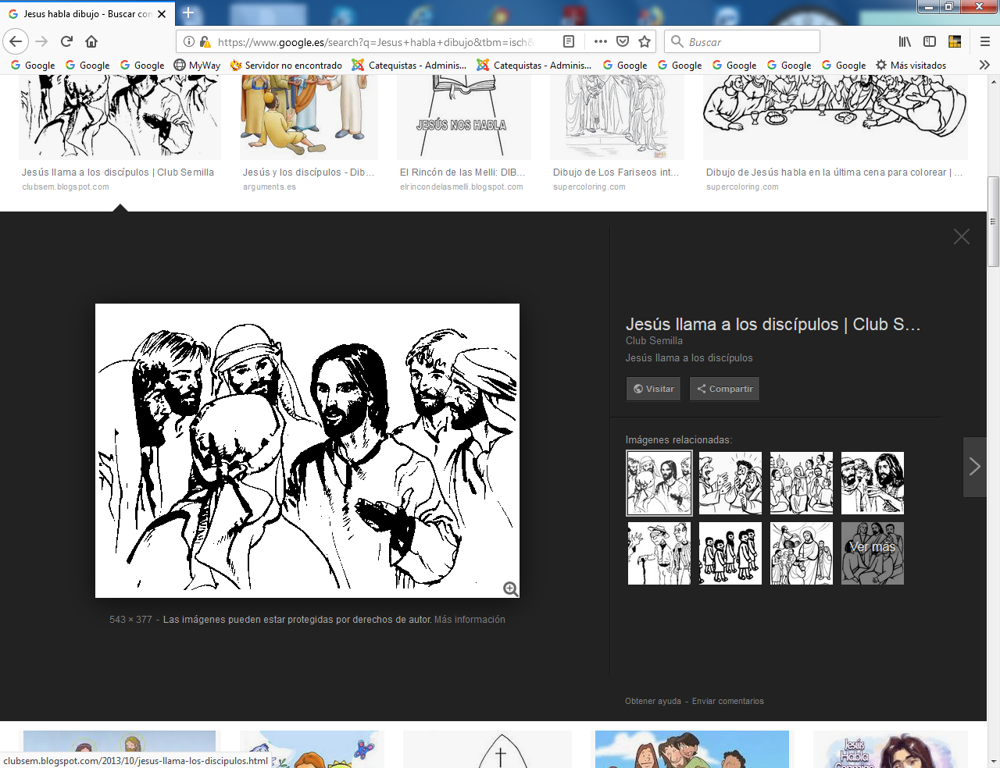 Jesus habla dibujo - Buscar con
https://www.google.es/search?q=Jesus+habla+dibujo&tbm=isch&
Buscar
Google Google Google MyWay Servidor no encontrado Catequistas - Adminis... Catequistas - Adminis... Google Google Google Google Google Más visitados
JESÚS NOS HABLA
Jesús llama a los discípulos | Club Semilla
clubsem.blogspot.com
Jesús y los discípulos - Dib...
arguments.es
El Rincón de las Melli: DIB...
elrincondelasmelli.blogspot.com
Dibujo de Los Fariseos int...
supercoloring.com
Dibujo de Jesús habla en la última cena para colorear | ...
supercoloring.com
Jesús llama a los discípulos | Club S...
Club Semilla
Jesús llama a los discípulos
Visitar Compartir
Imágenes relacionadas:
Ver más
543 × 377 - Las imágenes pueden estar protegidas por derechos de autor. Más información
Obtener ayuda - Enviar comentarios
Jesús
Habla
Conmigo
clubsem.blogspot.com/2013/10/jesus-llama-los-discipulos.html